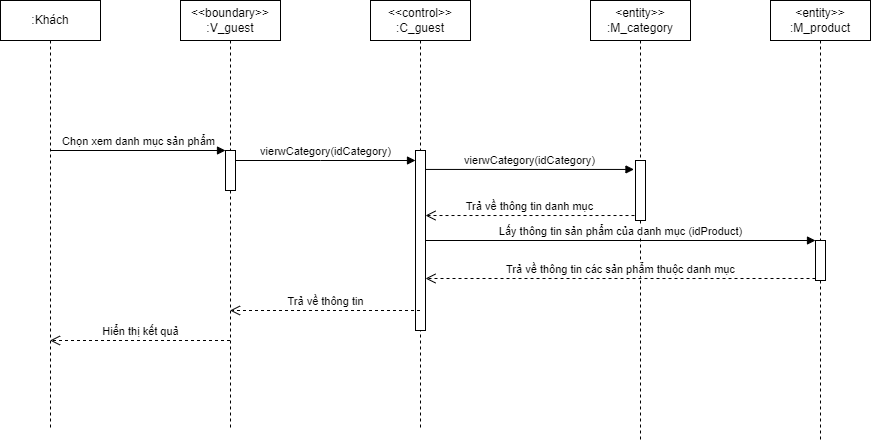 :Khách
<<boundary>>
:V_guest
<<control>>
:C_guest
<entity>>
:M_category
<entity>>
:M_product
Chọn xem danh mục sản phẩm
vierwCategory(idCategory)
vierwCategory(idCategory)
Trả về thông tin danh mục
Lấy thông tin sản phẩm của danh mục (idProduct)
Trả về thông tin các sản phẩm thuộc danh mục
Trả về thông tin
Hiển thị kết quả